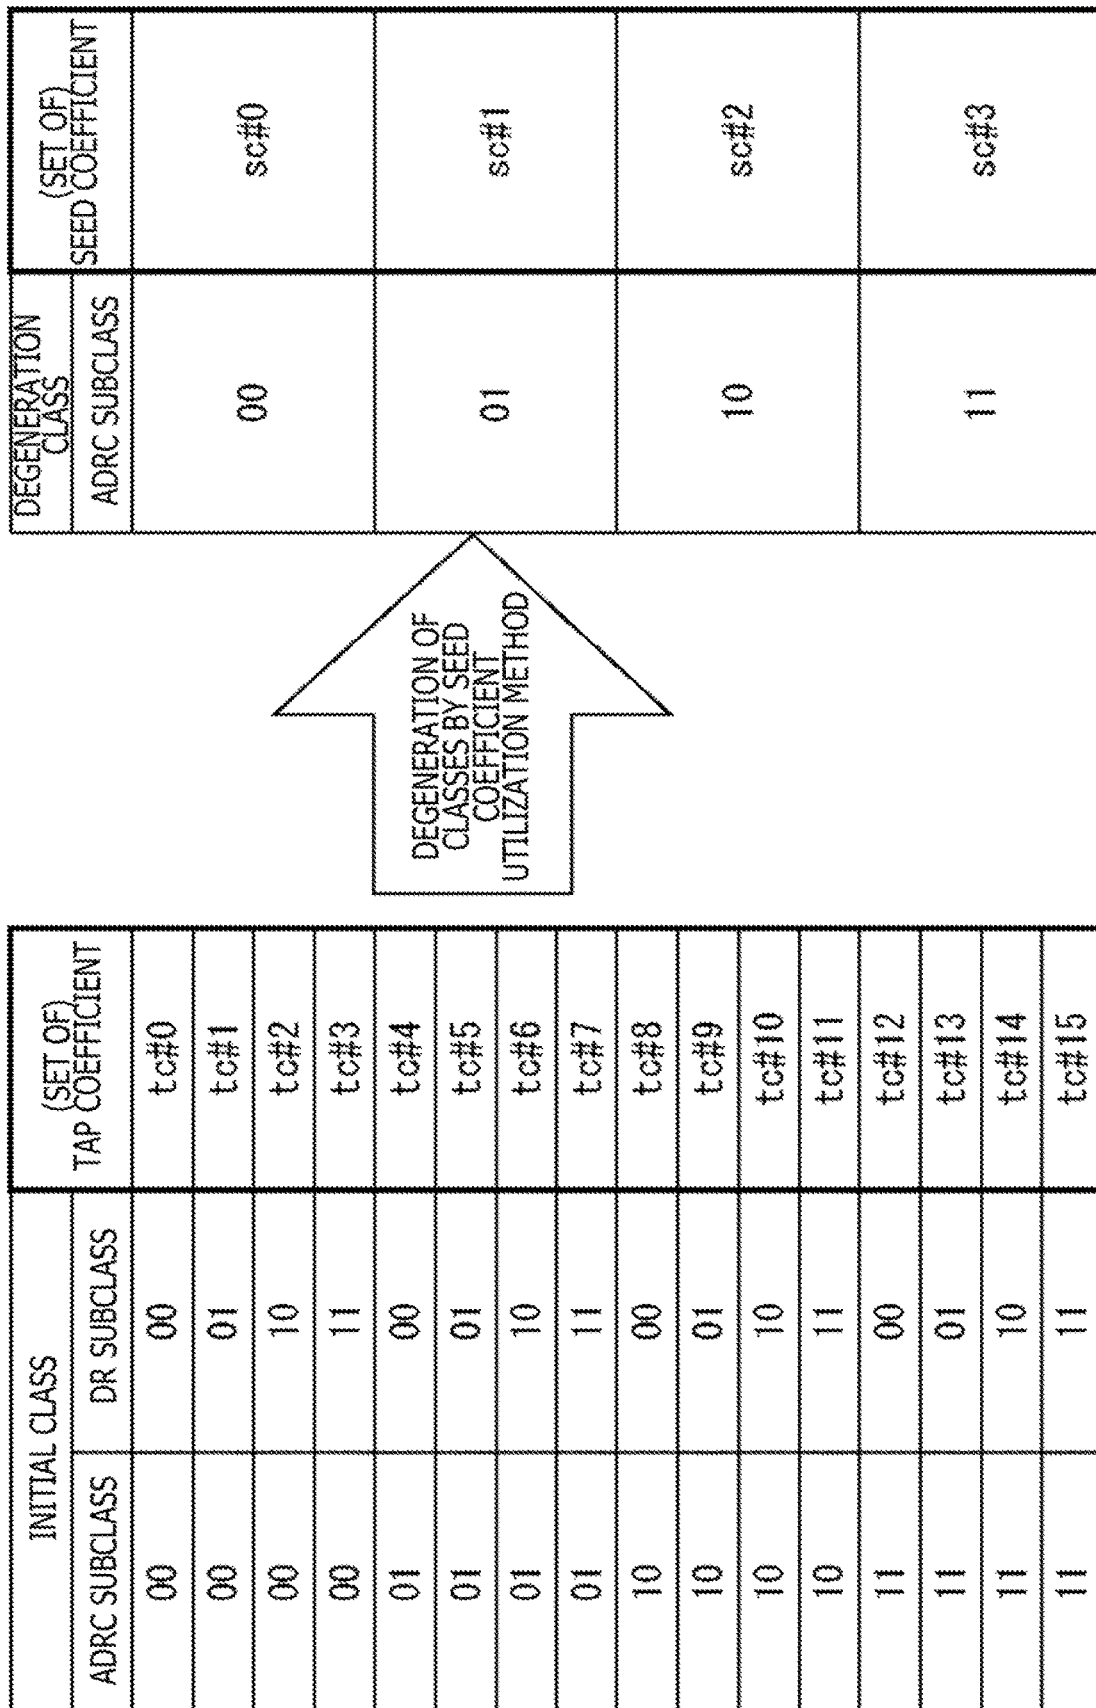 INITIAL CLASS
(SET OF)
TAP COEFFICIENT
ADRC SUBCLASS DR SUBCLASS
00 00 tc#0
00 01 tc#1
00 10 tc#2
00 11 tc#3
01 00 tc#4
01 01 tc#5
01 10 tc#6
01 11 tc#7
10 00 tc#8
10 01 tc#9
10 10 tc#10
10 11 tc#11
11 00 tc#12
11 01 tc#13
11 10 tc#14
11 11 tc#15
DEGENERATION OF
CLASSES BY SEED
COEFFICIENT
UTILIZATION METHOD
DEGENERATION
CLASS
(SET OF)
SEED COEFFICIENT
ADRC SUBCLASS
00 sc#0
01 sc#1
10 sc#2
11 sc#3